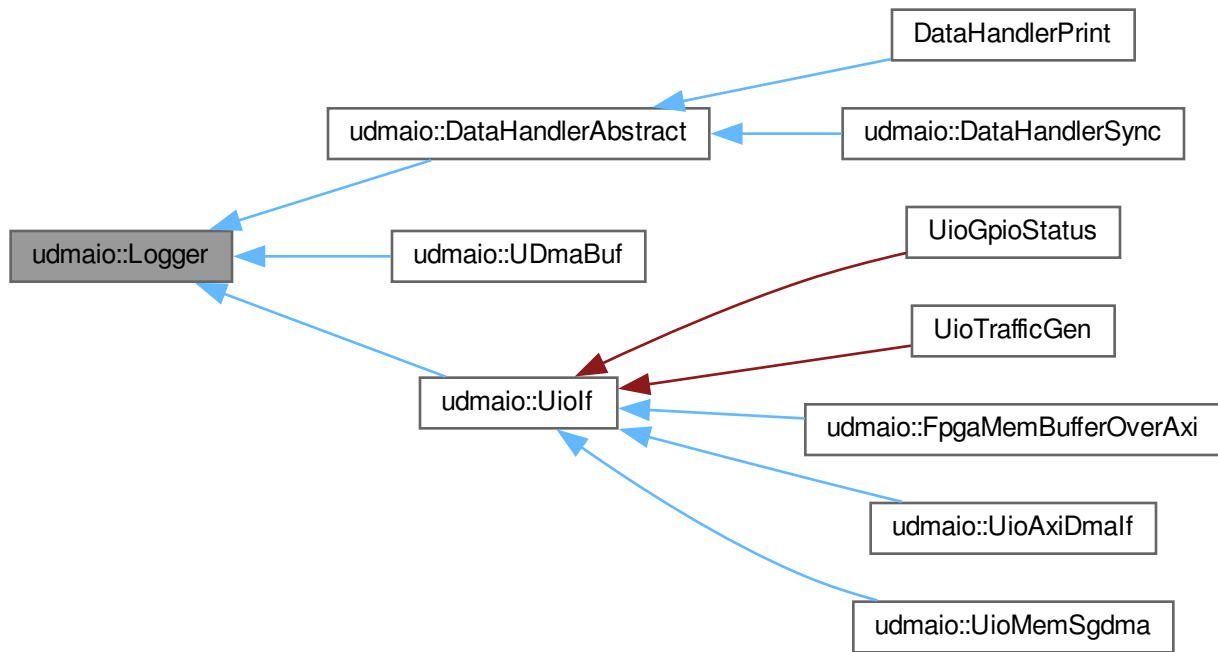 DataHandlerPrint
udmaio::DataHandlerAbstract
udmaio::DataHandlerSync
udmaio::Logger
udmaio::UDmaBuf
UioGpioStatus
UioTrafficGen
udmaio::UioIf
udmaio::FpgaMemBufferOverAxi
udmaio::UioAxiDmaIf
udmaio::UioMemSgdma